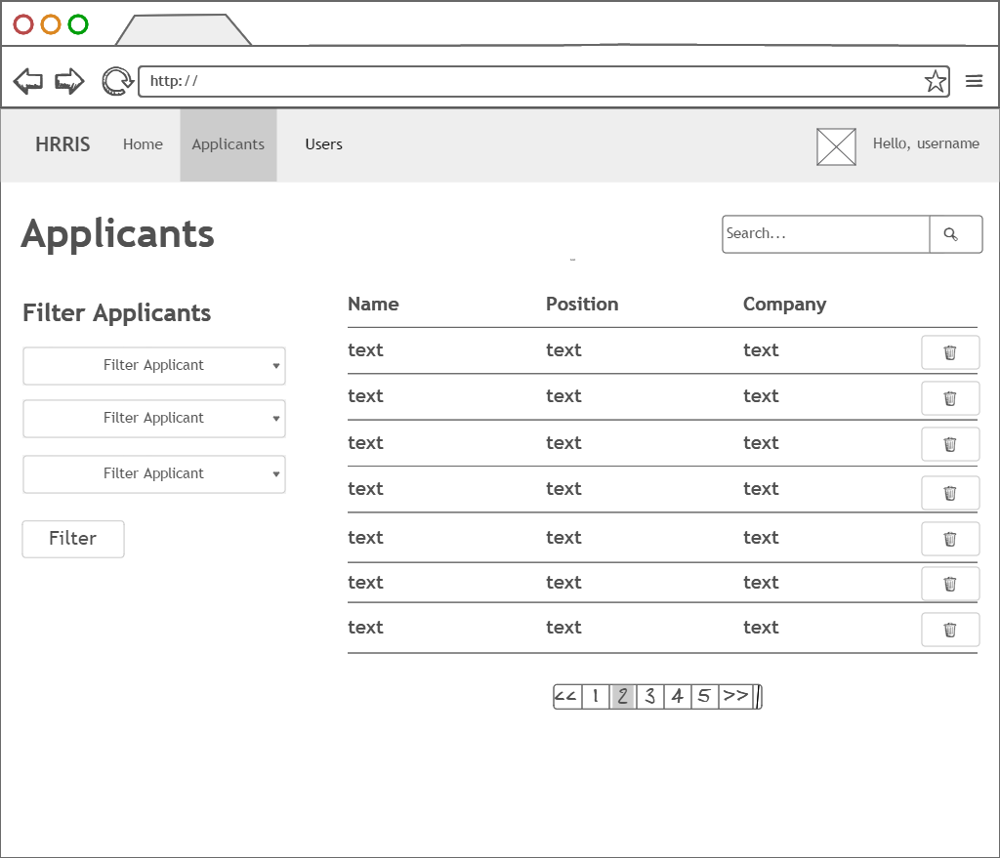 http://
HRRIS Home Applicants Users Hello, username
Applicants
Search...
Filter Applicants
Filter Applicant
Filter Applicant
Filter Applicant
Filter
Name Position Company
text text text
text text text
text text text
text text text
text text text
text text text
text text text
<< 1 2 3 4 5 >>